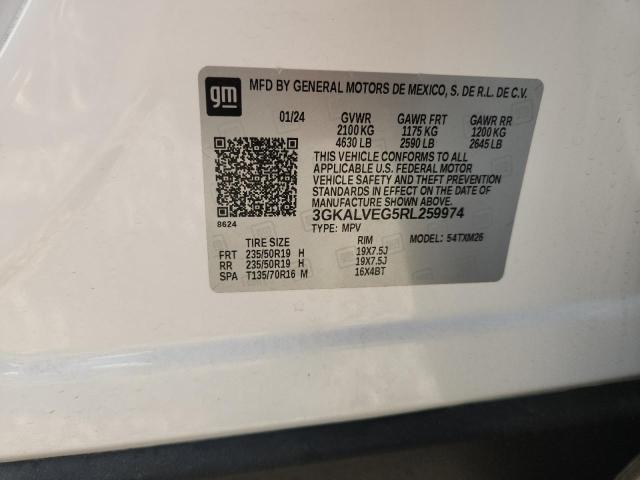 gm
MFD BY GENERAL MOTORS DE MEXICO, S. DE R.L. DE C.V.
01/24 GVWR GAWR FRT GAWR RR
2100 KG 1175 KG 1200 KG
4630 LB 2590 LB 2645 LB
THIS VEHICLE CONFORMS TO ALL
APPLICABLE U.S. FEDERAL MOTOR
VEHICLE SAFETY AND THEFT PREVENTION
STANDARDS IN EFFECT ON THE DATE OF
MANUFACTURE SHOWN ABOVE.
8624
3GKALVEG5RL259974
TYPE: MPV MODEL: 54TXM26
TIRE SIZE RIM
FRT 235/50R19 H 19X7.5J
RR 235/50R19 H 19X7.5J
SPA T135/70R16 M 16X4BT